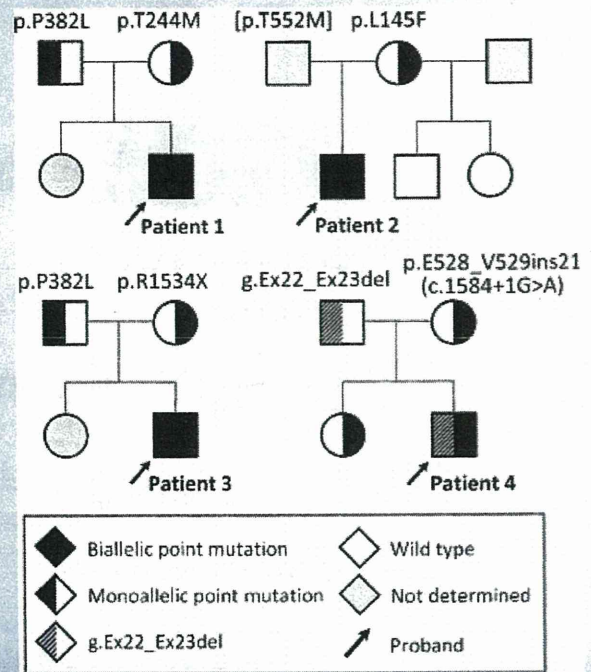 p.P382L p.T244M [p.T552M] p.L145F
Patient 1 Patient 2
p.P382L p.R1534X g.Ex22_Ex23del p.E528_V529ins21
(c.1584+1G>A)
Patient 3 Patient 4
Biallelic point mutation Wild type
Monoallelic point mutation Not determined
g.Ex22_Ex23del Proband